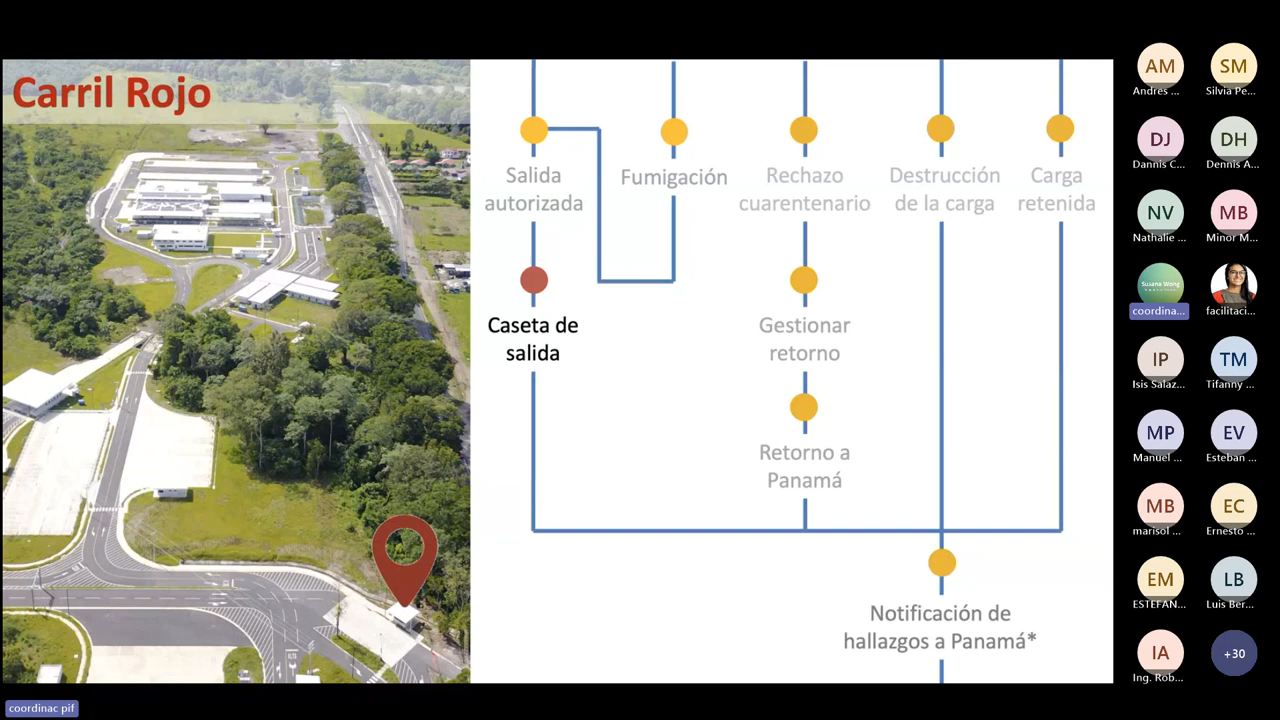 Carril Rojo
Salida
autorizada
Fumigación
Rechazo
cuarentenario
Destrucción
de la carga
Carga
retenida
Caseta de
salida
Gestionar
retorno
Retorno a
Panamá
Notificación de
hallazgos a Panamá*
AM
Andres ...
SM
Silvia Pe...
DJ
Dannis C...
DH
Dennis A...
NV
Nathalie ...
MB
Minor M...
Susana Wong
coordina...
facilitaci...
IP
Isis Salaz...
TM
Tifanny ...
MP
Manuel ...
EV
Esteban ...
MB
marisol ...
EC
Ernesto ...
EM
ESTEFAN...
LB
Luis Ber...
IA
Ing. Rob...
+30
coordinac pif